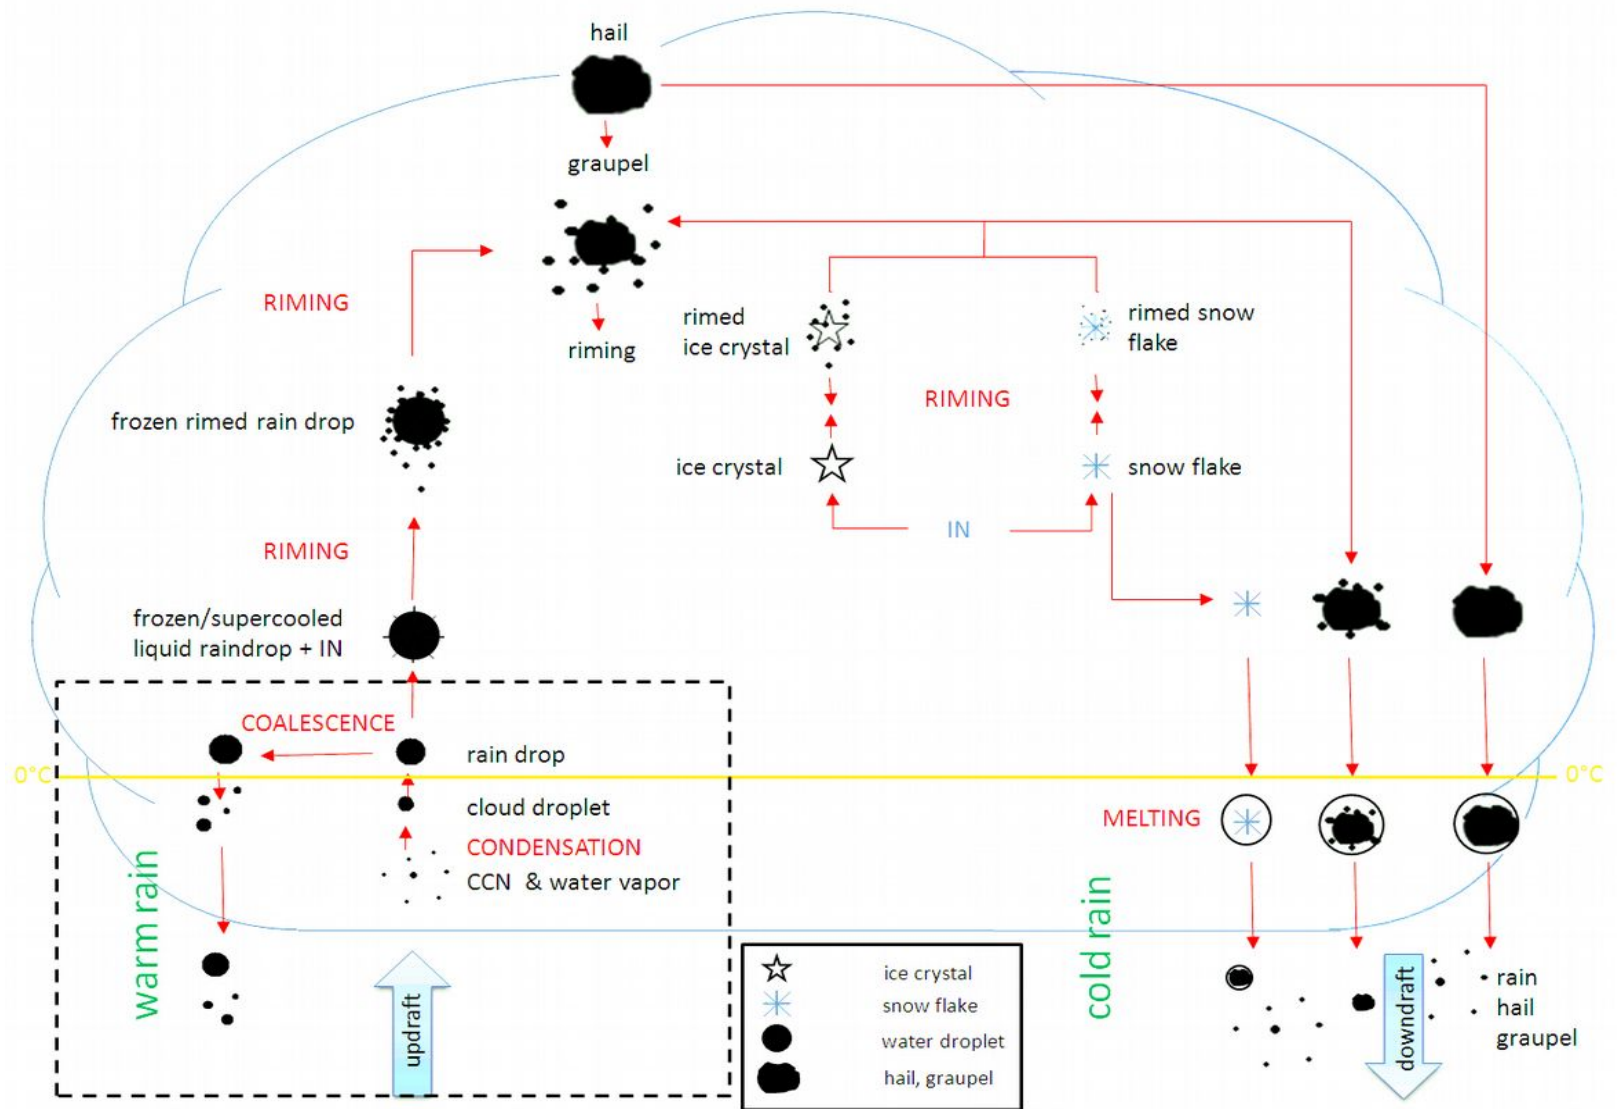 hail
graupel
RIMING
riming
rimed
ice crystal
rimed snow
flake
RIMING
frozen rimed rain drop
ice crystal
snow flake
IN
RIMING
frozen/supercooled
liquid raindrop + IN
COALESCENCE
rain drop
0°C
0°C
cloud droplet
MELTING
CONDENSATION
CCN & water vapor
warm rain
cold rain
updraft
downdraft
ice crystal
snow flake
water droplet
hail, graupel
rain
hail
graupel